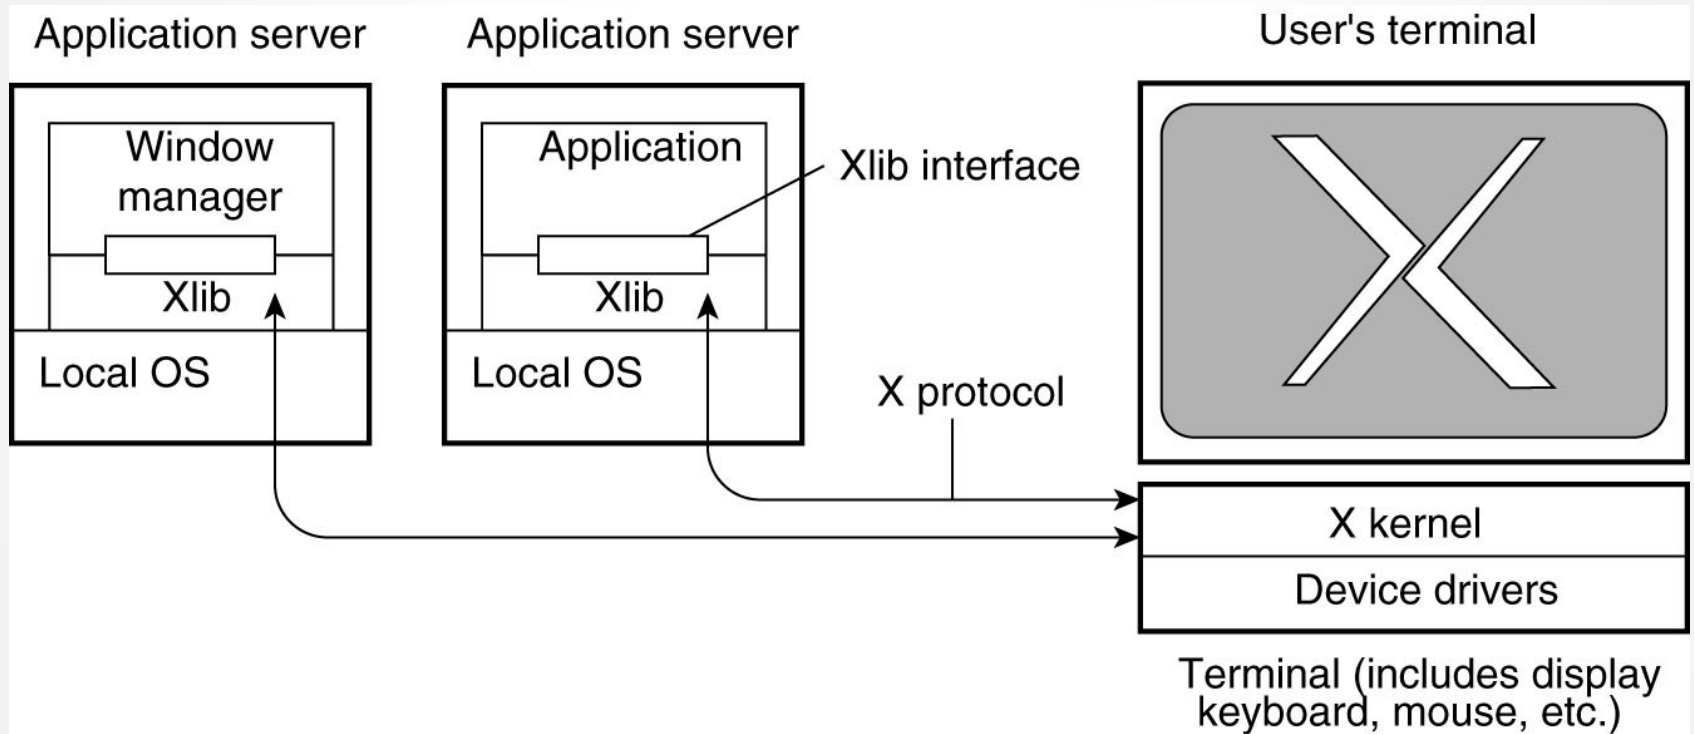 Application server
Application server
User's terminal
Window
manager
Application
Xlib interface
Xlib
Xlib
Local OS
Local OS
X protocol
X kernel
Device drivers
Terminal (includes display
keyboard, mouse, etc.)